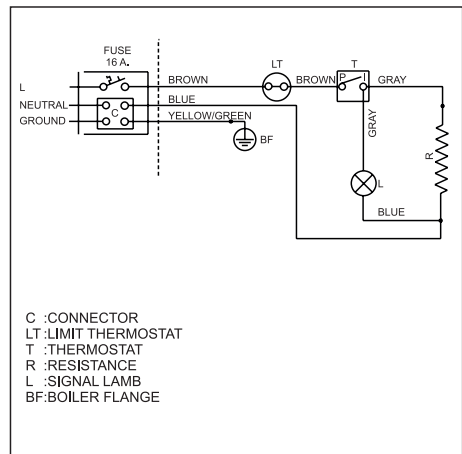 FUSE
16 A.
L
NEUTRAL
GROUND
C
BROWN
BLUE
YELLOW/GREEN
BF
LT
BROWN
T
P I
GRAY
GRAY
R
L
BLUE
C :CONNECTOR
LT:LIMIT THERMOSTAT
T :THERMOSTAT
R :RESISTANCE
L :SIGNAL LAMB
BF:BOILER FLANGE